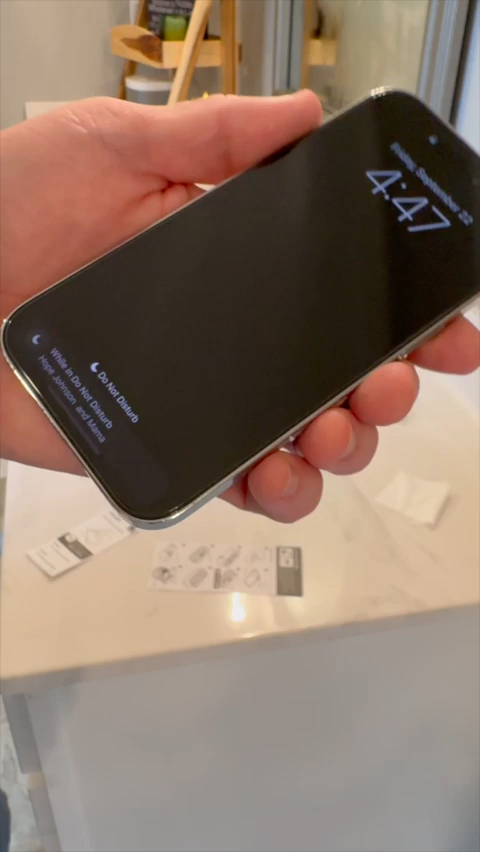 Friday, September 22
4:47
Do Not Disturb
While in Do Not Disturb
Hope Johnson and Mama